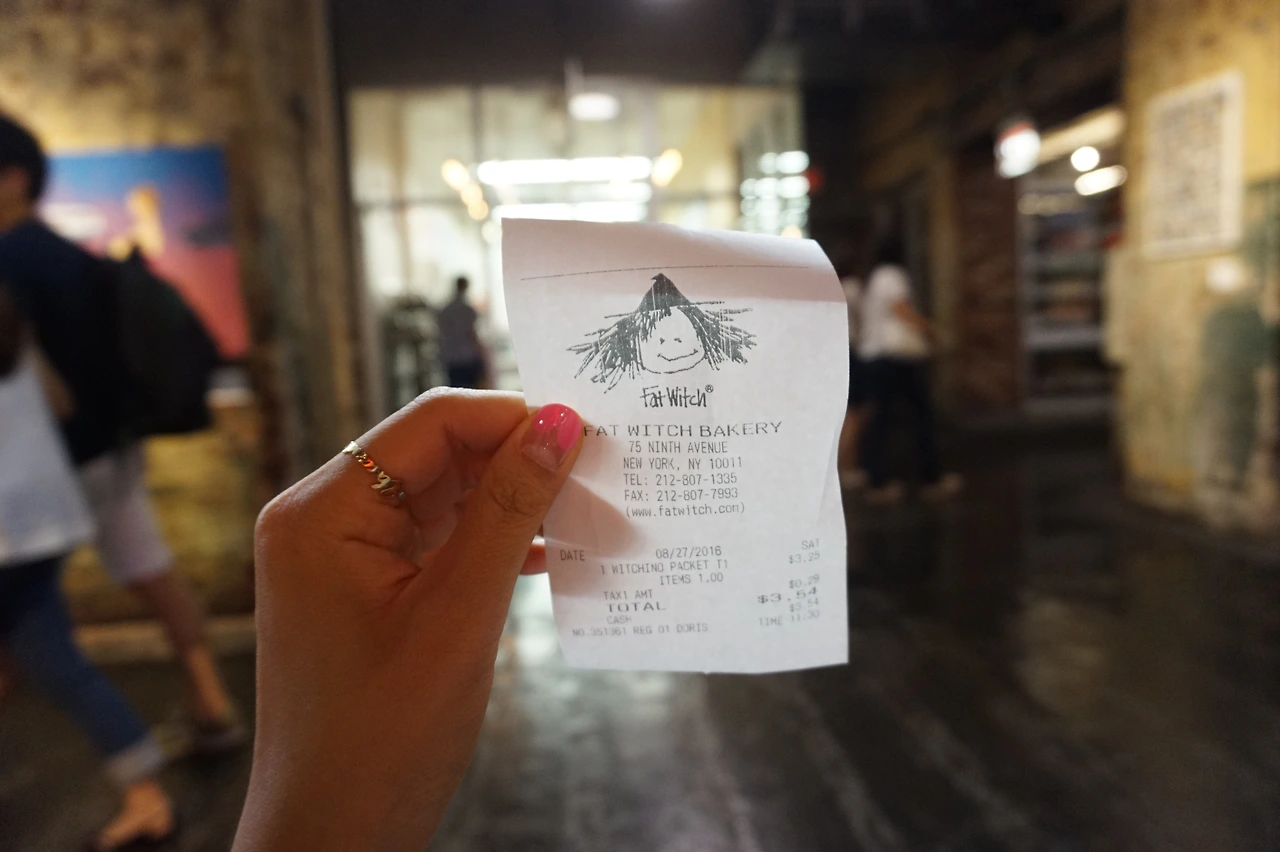 Fat Witch®
FAT WITCH BAKERY
75 NINTH AVENUE
NEW YORK, NY 10011
TEL: 212-807-1335
FAX: 212-807-7993
(www.fatwitch.com)
DATE 08/27/2016 SAT
1 WITCHING PACKET T1 $3.25
ITEMS 1.00
TAX1 AMT $0.29
TOTAL $3.54
CASH $3.54
NO.351361 REG 01 DORIS TIME 11:33